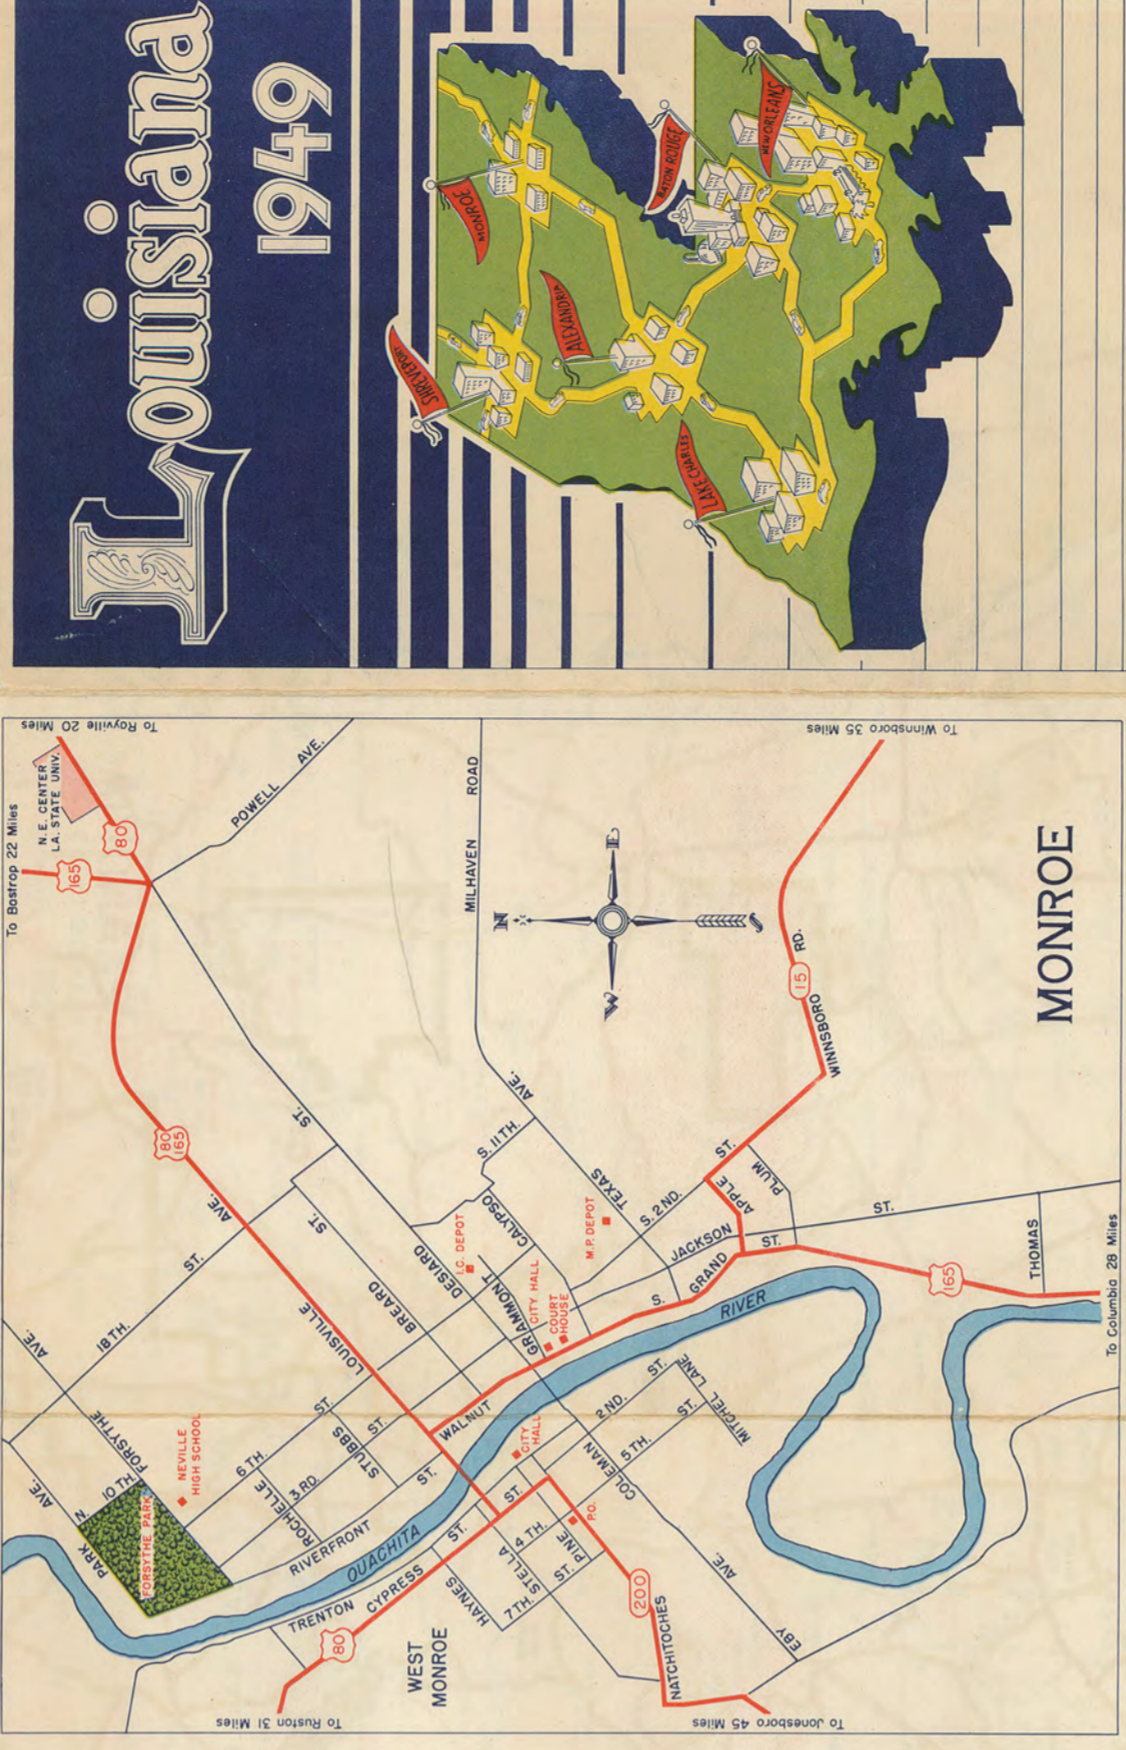 Louisiana
1949
SHREVEPORT
MONROE
ALEXANDRIA
BATON ROUGE
NEW ORLEANS
LAKE CHARLES
To Rayville 20 Miles
To Bastrop 22 Miles
N.E. CENTER
LA. STATE UNIV.
80
165
POWELL AVE.
MILHAVEN ROAD
To Winnsboro 35 Miles
N
E
S
W
MONROE
15
WINNSBORO RD.
80
165
ST.
AVE.
ST.
S. 11TH.
AVE.
TEXAS
CALYPSO
I.C. DEPOT
M.P. DEPOT
S. 2ND.
ST.
APPLE
PLUM
JACKSON
ST.
ST.
S. GRAND
THOMAS
165
To Columbia 28 Miles
18TH. ST.
AVE.
FORSYTHE
LOUISVILLE
BREARD
DESIARD
GRAMMONT
CITY HALL
COURT
HOUSE
RIVER
NEVILLE
HIGH SCHOOL
6TH. ST.
STUBBS
ST.
WALNUT
CITY
HALL
2ND. ST.
MITCHEL LANE
5TH. ST.
COLEMAN
AVE.
PARK
N. 10TH.
FORSYTHE PARK
ROCHELLE
3RD.
RIVERFRONT ST.
OUACHITA
TRENTON ST.
CYPRESS ST.
HAYNES
STELLA
4TH.
7TH. ST.
PINE
P.O.
200
NATCHITOCHES
EBY
AVE.
80
WEST
MONROE
To Ruston 31 Miles
To Jonesboro 45 Miles